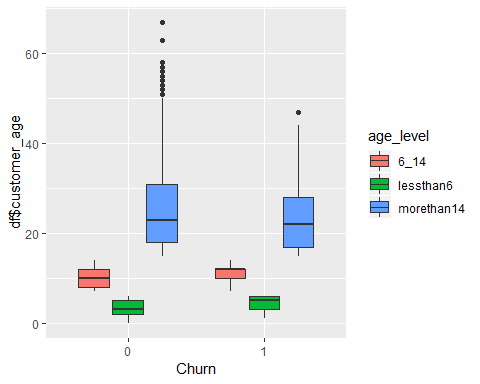 60
40
20
0
df$customer_age
0
1
Churn
age_level
6_14
lessthan6
morethan14